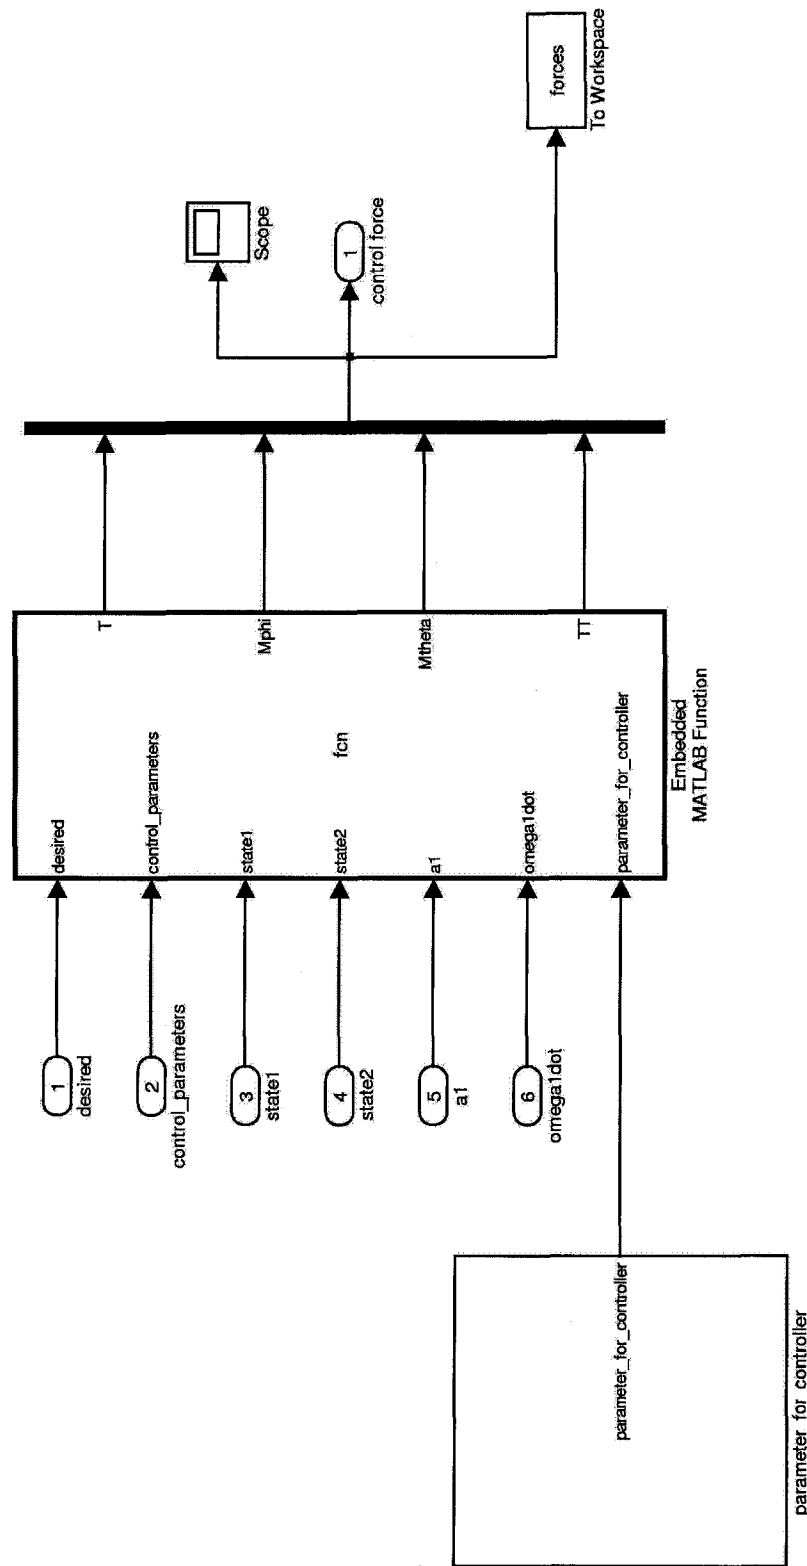 1
desired
2
control_parameters
3
state1
4
state2
5
a1
6
omega1dot
parameter_for_controller
parameter for controller
desired
control_parameters
state1
state2
a1
omega1dot
parameter_for_controller
fcn
T
Mphi
Mtheta
TT
Embedded
MATLAB Function
Scope
1
control force
forces
To Workspace